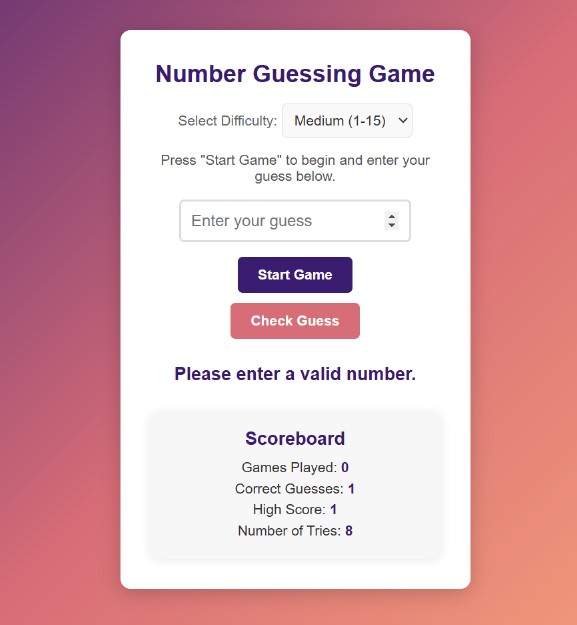 Number Guessing Game
Select Difficulty: Medium (1-15)
Press "Start Game" to begin and enter your
guess below.
Enter your guess
Start Game
Check Guess
Please enter a valid number.
Scoreboard
Games Played: 0
Correct Guesses: 1
High Score: 1
Number of Tries: 8